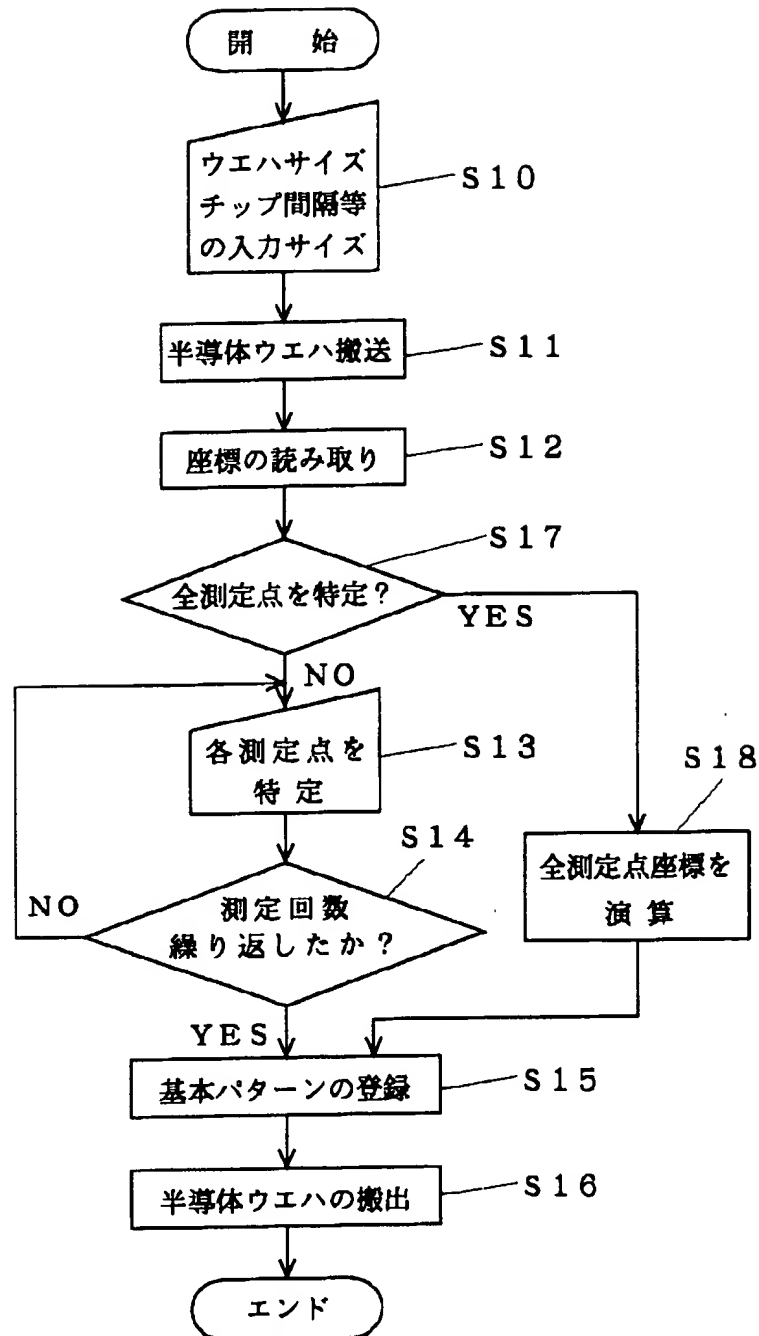 開 始
ウエハサイズ
チップ間隔等
の入力サイズ
S10
半導体ウエハ搬送
S11
座標の読み取り
S12
S17
全測定点を特定?
YES
NO
各測定点を
特定
S13
S18
全測定点座標を
演算
S14
測定回数
繰り返したか?
NO
YES
基本パターンの登録
S15
半導体ウエハの搬出
S16
エンド